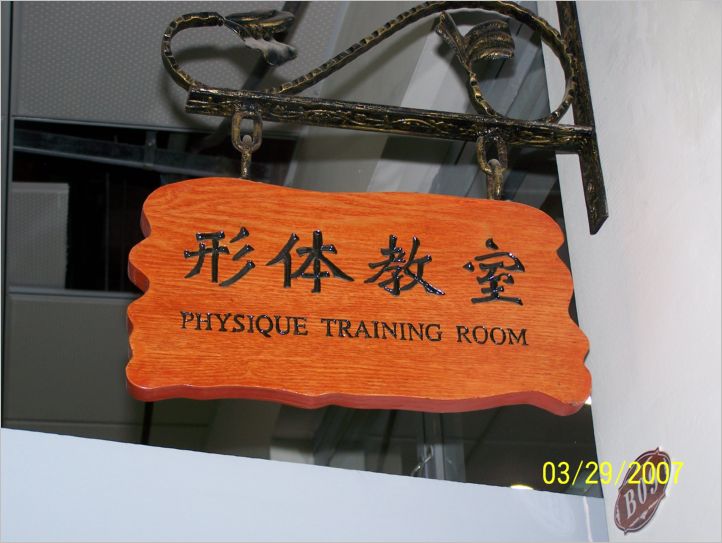 形体教室
PHYSIQUE TRAINING ROOM
03/29/2007